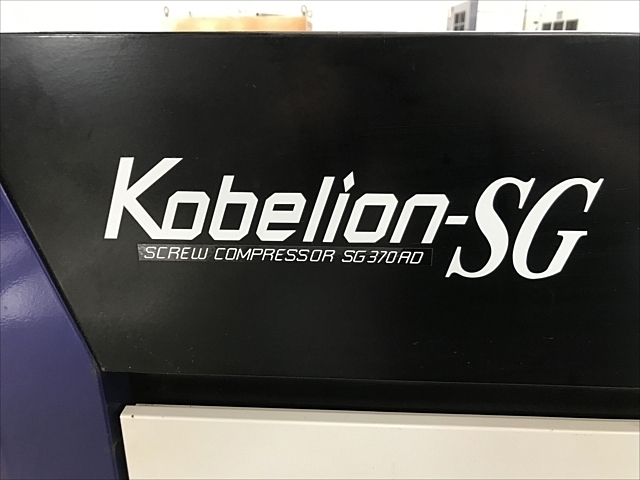 Kobelion-SG
SCREW COMPRESSOR SG370AD